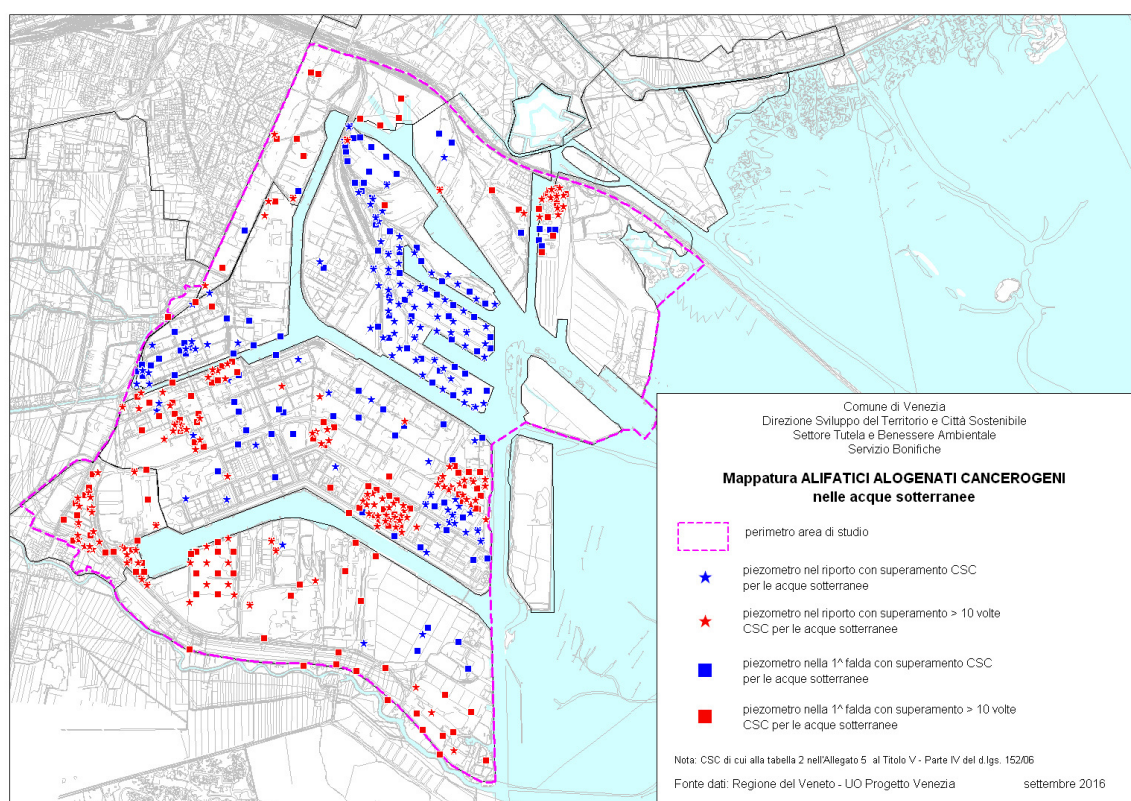 Comune di Venezia
Direzione Sviluppo del Territorio e Città Sostenibile
Settore Tutela e Benessere Ambientale
Servizio Bonifiche
Mappatura ALIFATICI ALOGENATI CANCEROGENI
nelle acque sotterranee
perimetro area di studio
piezometro nel riporto con superamento CSC
per le acque sotterranee
piezometro nel riporto con superamento > 10 volte
CSC per le acque sotterranee
piezometro nella 1^ falda con superamento CSC
per le acque sotterranee
piezometro nella 1^ falda con superamento > 10 volte
CSC per le acque sotterranee
Nota: CSC di cui alla tabella 2 nell'Allegato 5 al Titolo V - Parte IV del d.lgs. 152/06
Fonte dati: Regione del Veneto - UO Progetto Venezia settembre 2016